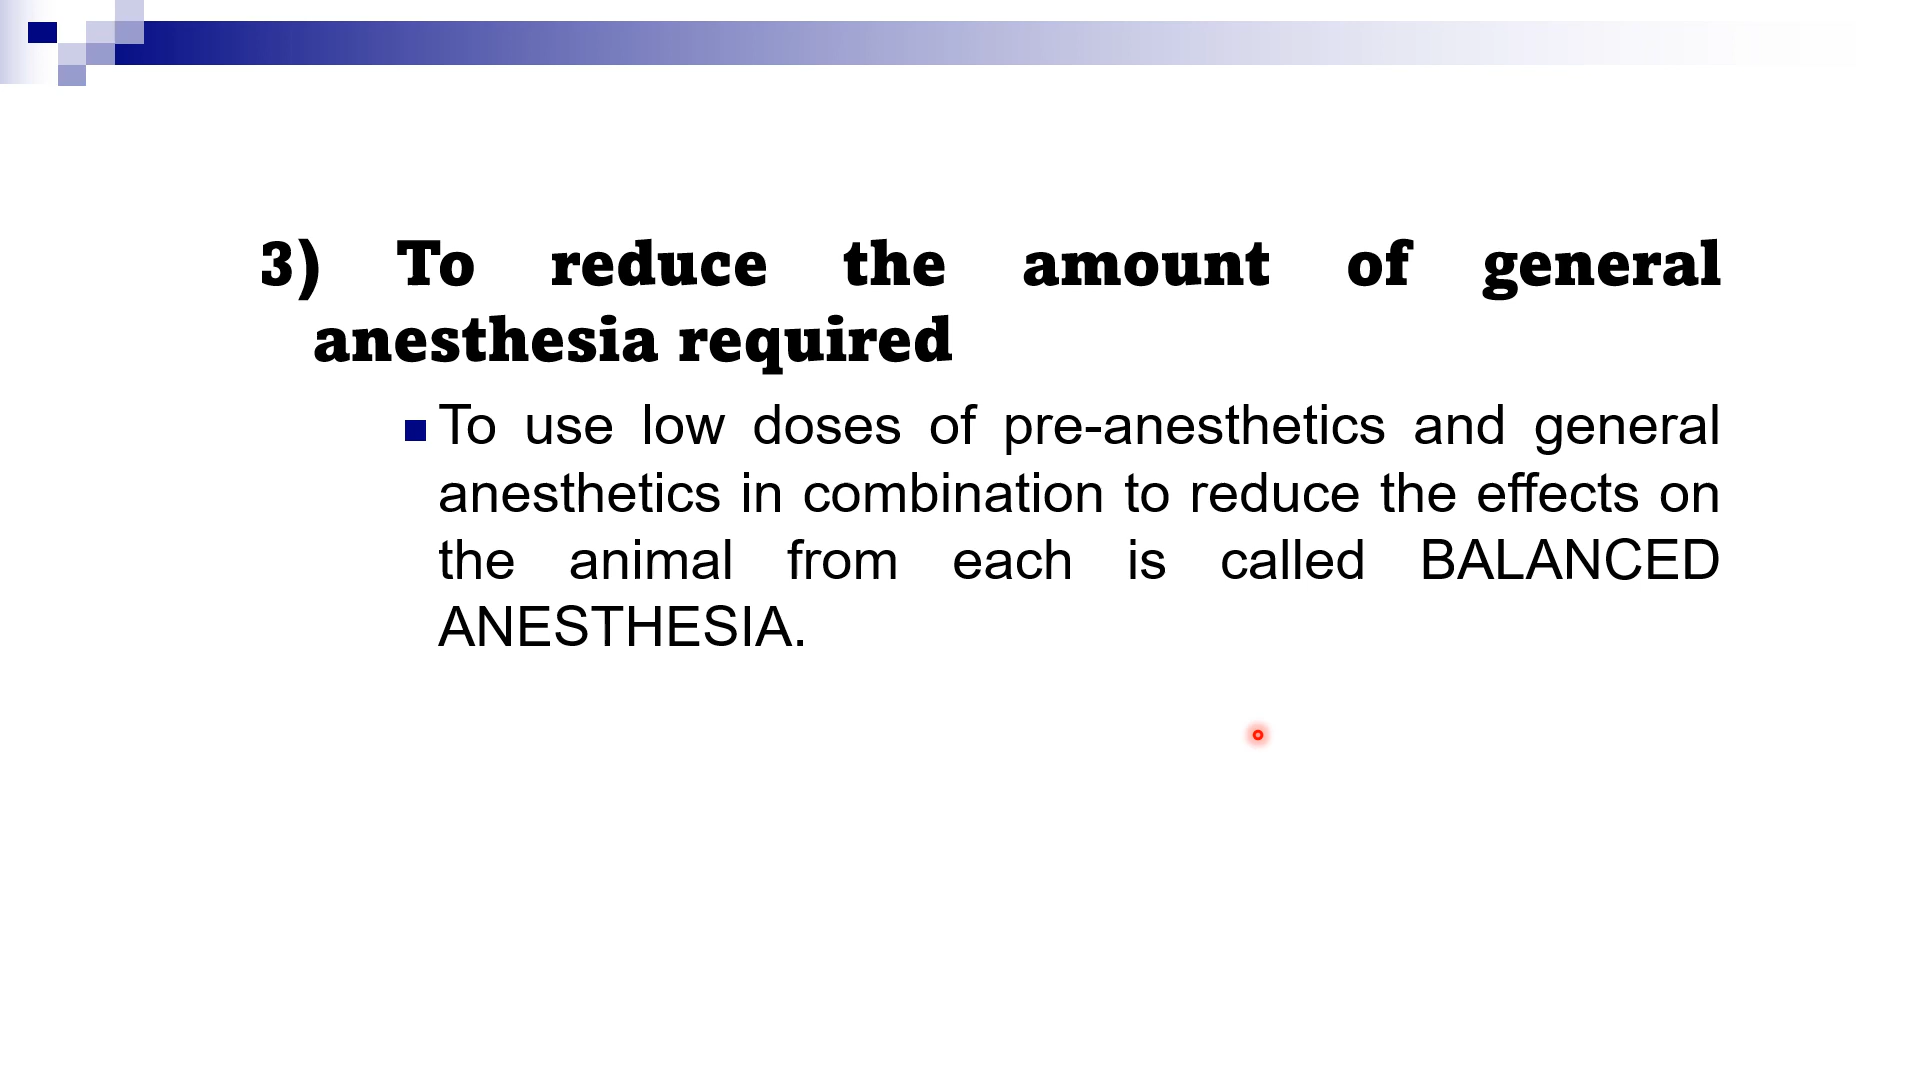 3) To reduce the amount of general
anesthesia required
To use low doses of pre-anesthetics and general
anesthetics in combination to reduce the effects on
the animal from each is called BALANCED
ANESTHESIA.